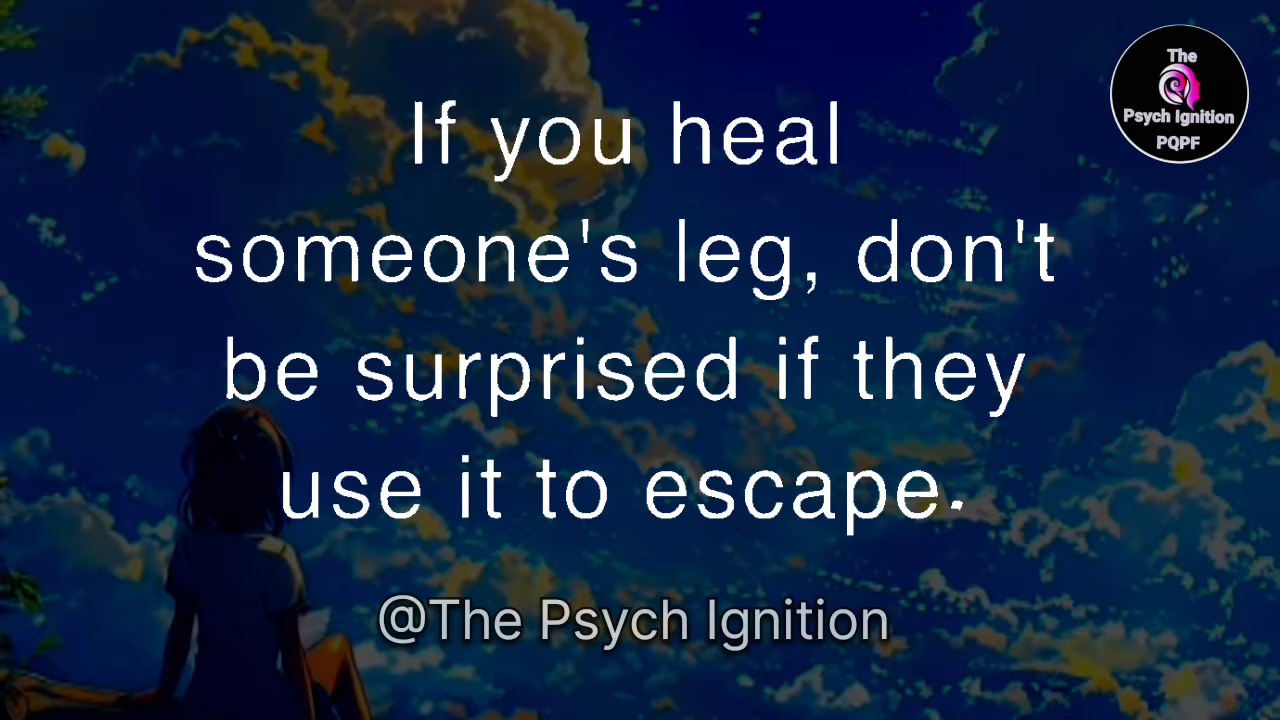 The
Psych Ignition
PQPF
If you heal
someone's leg, don't
be surprised if they
use it to escape.
@The Psych Ignition